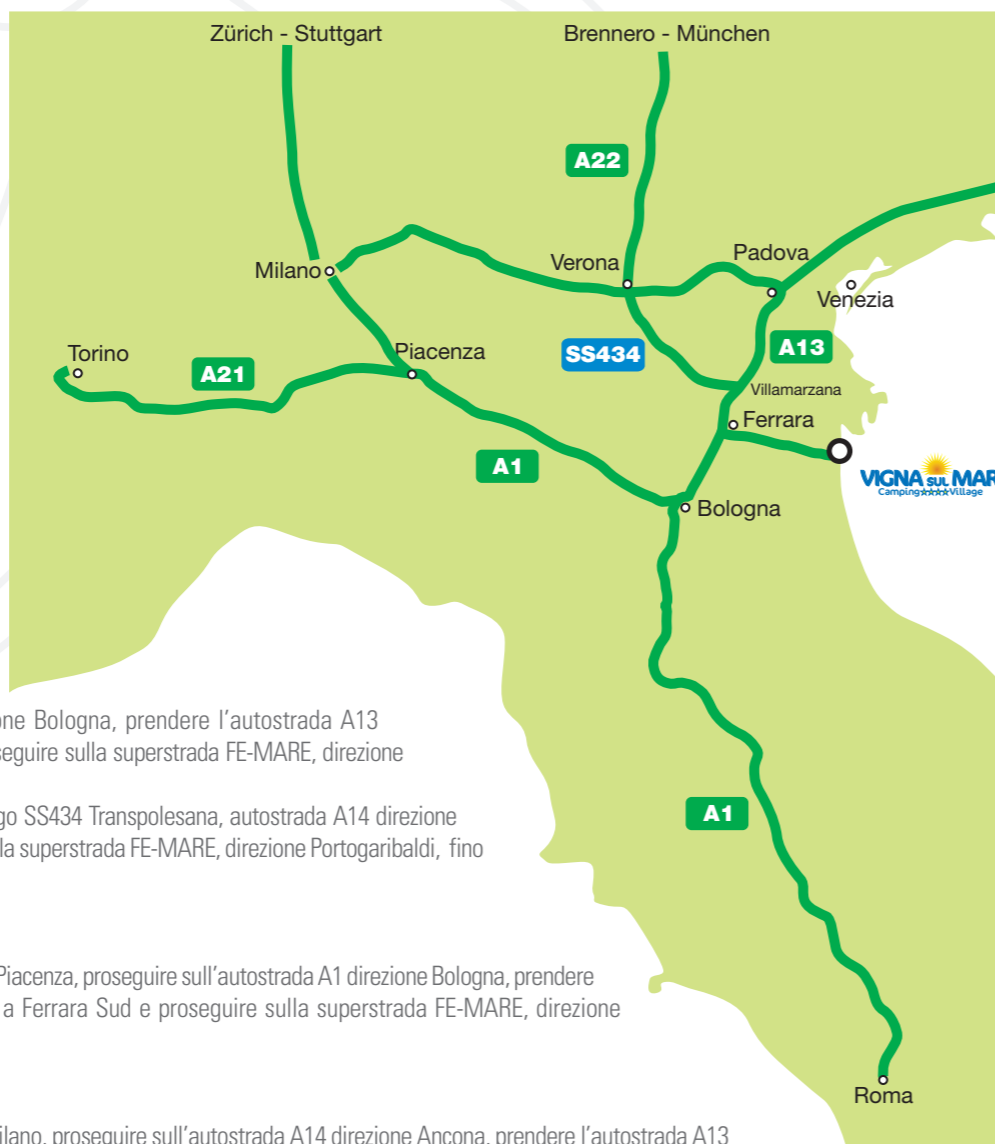 Zürich - Stuttgart
Brennero - München
A22
Milano
Verona
Padova
Venezia
Torino
A21
Piacenza
SS434
A13
Villamarzana
Ferrara
A1
VIGNA SUL MAR
Camping Village
Bologna
one Bologna, prendere l'autostrada A13
seguire sulla superstrada FE-MARE, direzione
go SS434 Transpolesana, autostrada A14 direzione
lla superstrada FE-MARE, direzione Portogaribaldi, fino
A1
Piacenza, proseguire sull'autostrada A1 direzione Bologna, prendere
a Ferrara Sud e proseguire sulla superstrada FE-MARE, direzione
Roma
ilano, proseguire sull'autostrada A14 direzione Ancona, prendere l'autostrada A13